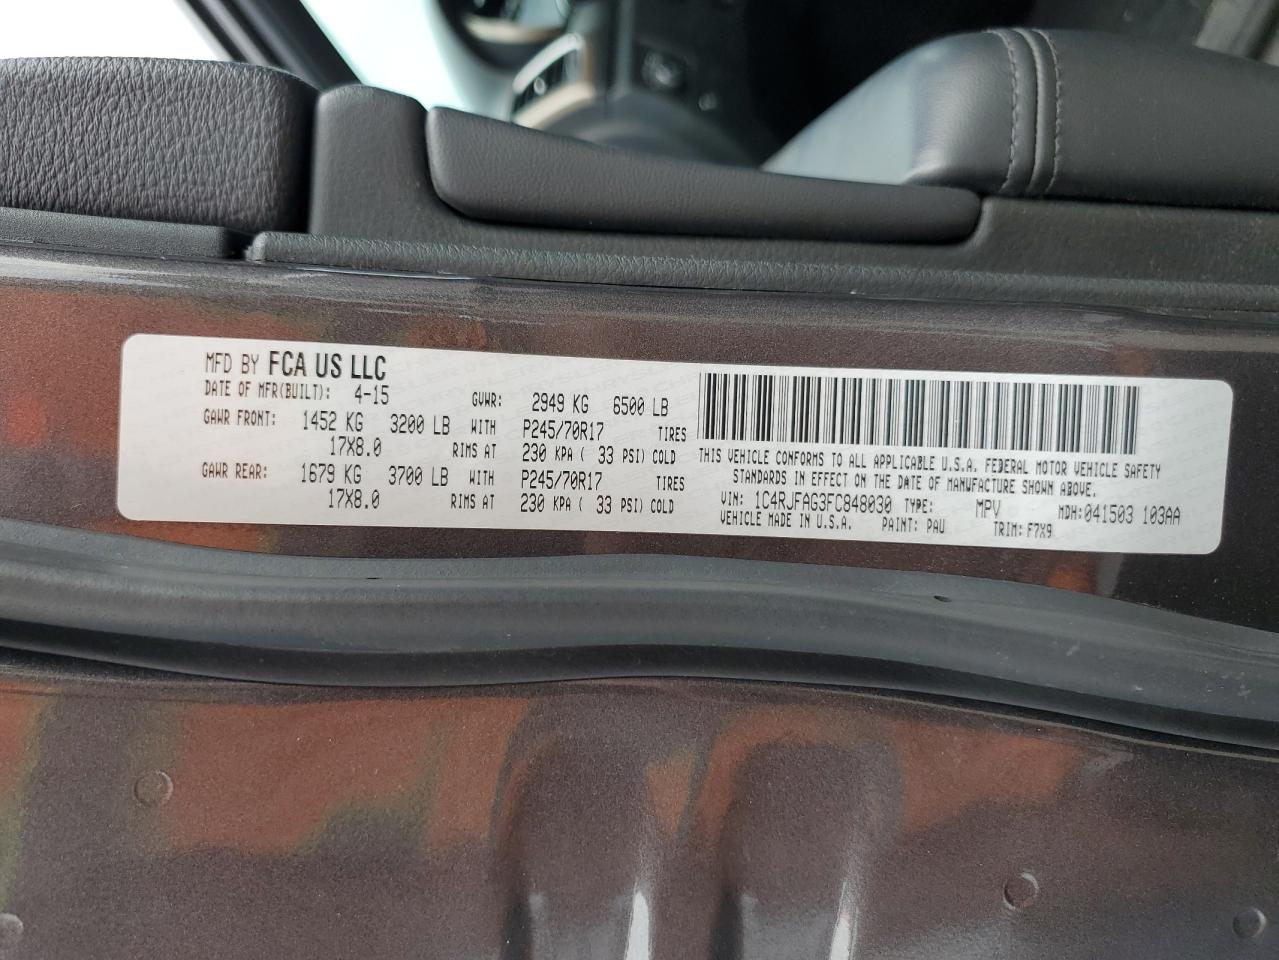 MFD BY FCA US LLC
DATE OF MFR(BUILT): 4-15 GVWR: 2949 KG 6500 LB
GAWR FRONT: 1452 KG 3200 LB WITH P245/70R17 TIRES
17X8.0 RIMS AT 230 KPA ( 33 PSI) COLD
GAWR REAR: 1679 KG 3700 LB WITH P245/70R17 TIRES
17X8.0 RIMS AT 230 KPA ( 33 PSI) COLD
THIS VEHICLE CONFORMS TO ALL APPLICABLE U.S.A. FEDERAL MOTOR VEHICLE SAFETY
STANDARDS IN EFFECT ON THE DATE OF MANUFACTURE SHOWN ABOVE.
VIN: 1C4RJFAG3FC848030 TYPE: MPV MDH:041503 103AA
VEHICLE MADE IN U.S.A. PAINT: PAU TRIM: F7X9